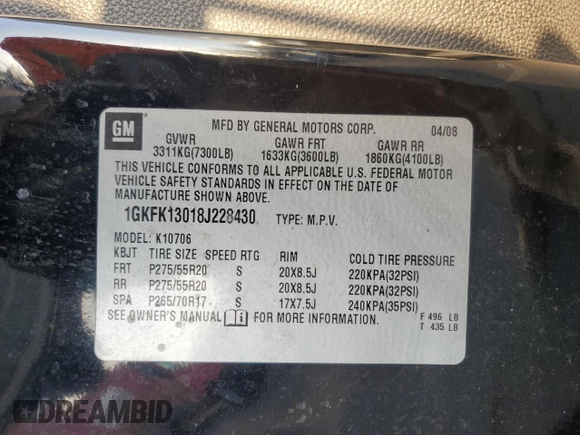 GM
MFD BY GENERAL MOTORS CORP. 04/08
GVWR GAWR FRT GAWR RR
3311KG(7300LB) 1633KG(3600LB) 1860KG(4100LB)
THIS VEHICLE CONFORMS TO ALL APPLICABLE U.S. FEDERAL MOTOR
VEHICLE SAFETY STANDARDS IN EFFECT ON THE DATE OF
MANUFACTURE SHOWN ABOVE.
1GKFK13018J228430 TYPE: M.P.V.
MODEL: K10706
KBJT TIRE SIZE SPEED RTG RIM COLD TIRE PRESSURE
FRT P275/55R20 S 20X8.5J 220KPA(32PSI)
RR P275/55R20 S 20X8.5J 220KPA(32PSI)
SPA P265/70R17 S 17X7.5J 240KPA(35PSI)
SEE OWNER'S MANUAL i FOR MORE INFORMATION.
F 496 LB
T 435 LB
DREAMBID